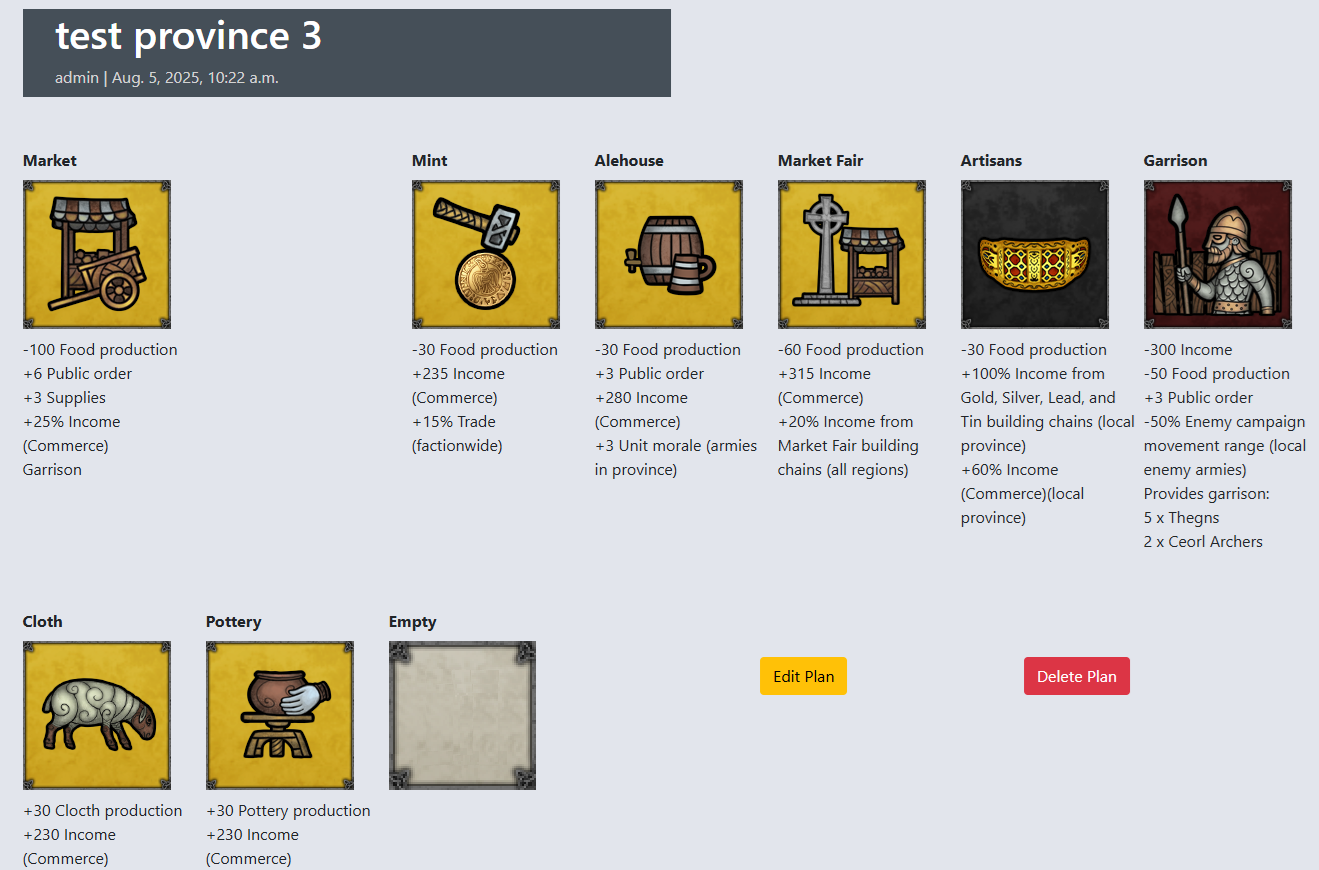 test province 3
admin | Aug. 5, 2025, 10:22 a.m.
Market
-100 Food production
+6 Public order
+3 Supplies
+25% Income
(Commerce)
Garrison
Mint
-30 Food production
+235 Income
(Commerce)
+15% Trade
(factionwide)
Alehouse
-30 Food production
+3 Public order
+280 Income
(Commerce)
+3 Unit morale (armies
in province)
Market Fair
-60 Food production
+315 Income
(Commerce)
+20% Income from
Market Fair building
chains (all regions)
Artisans
-30 Food production
+100% Income from
Gold, Silver, Lead, and
Tin building chains (local
province)
+60% Income
(Commerce)(local
province)
Garrison
-300 Income
-50 Food production
+3 Public order
-50% Enemy campaign
movement range (local
enemy armies)
Provides garrison:
5 x Thegns
2 x Ceorl Archers
Cloth
+30 Clocth production
+230 Income
(Commerce)
Pottery
+30 Pottery production
+230 Income
(Commerce)
Empty
Edit Plan
Delete Plan